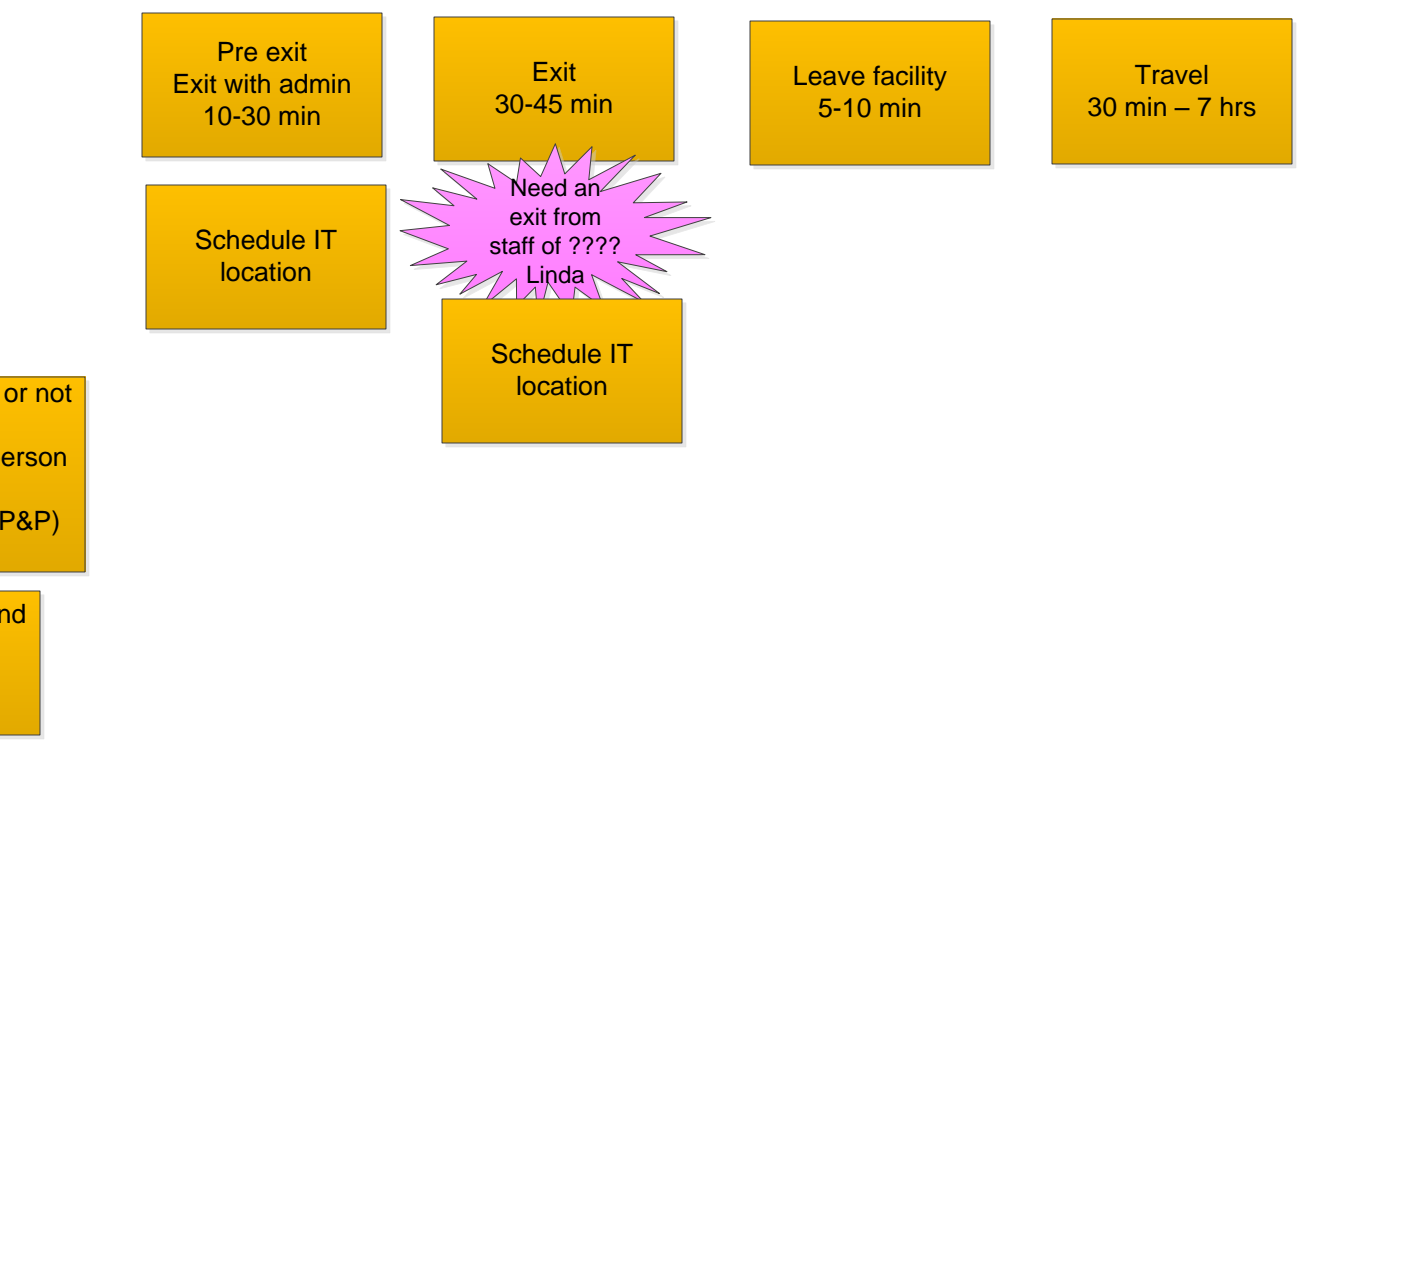 Pre exit
Exit with admin
10-30 min
Exit
30-45 min
Leave facility
5-10 min
Travel
30 min – 7 hrs
Need an
exit from
staff of ????
Linda
Schedule IT
location
Schedule IT
location
or not
erson
P&P)
nd